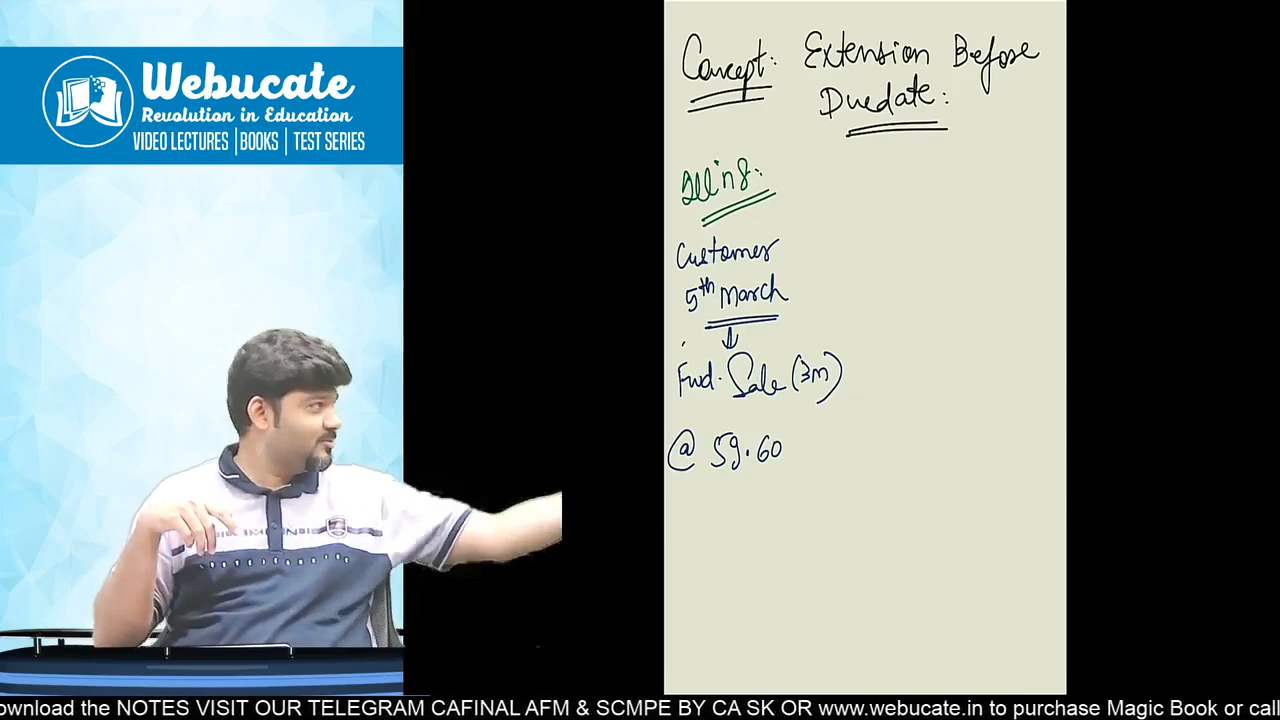 Webucate
Revolution in Education
VIDEO LECTURES | BOOKS | TEST SERIES
Concept: Extension Before
Duedate:
Customer
5th March
Fwd. Sale (3m)
@ 59.60
ownload the NOTES VISIT OUR TELEGRAM CAFINAL AFM & SCMPE BY CA SK OR www.webucate.in to purchase Magic Book or call